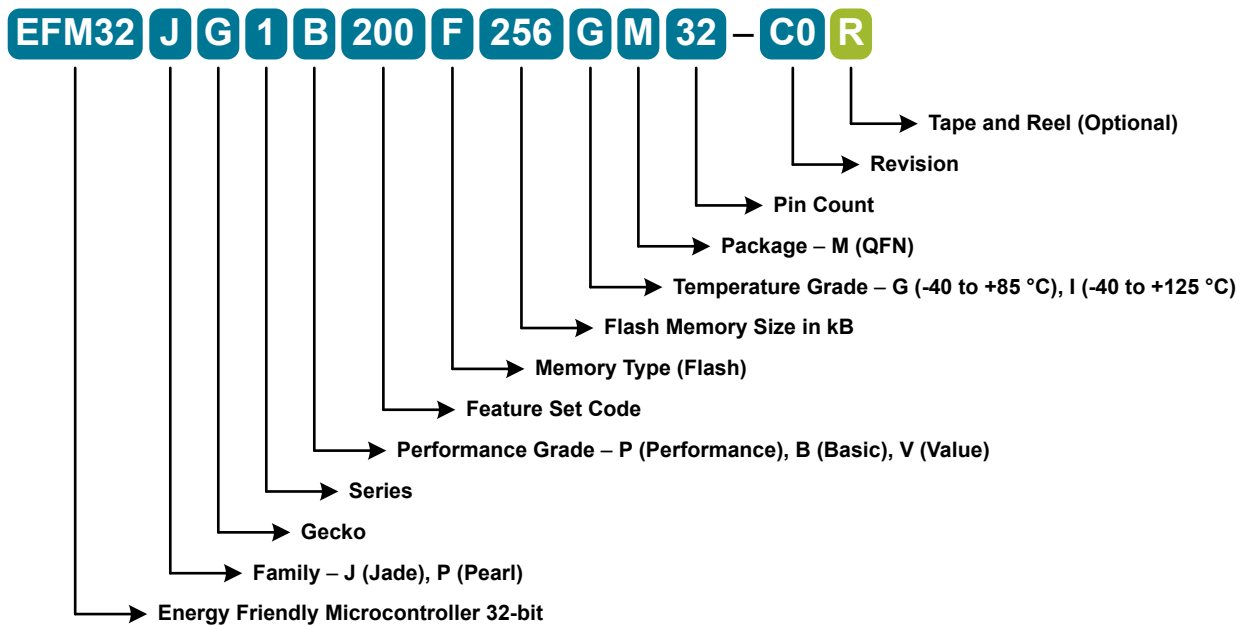 EFM32 J G 1 B 200 F 256 G M 32 – C0 R
Tape and Reel (Optional)
Revision
Pin Count
Package – M (QFN)
Temperature Grade – G (-40 to +85 °C), I (-40 to +125 °C)
Flash Memory Size in kB
Memory Type (Flash)
Feature Set Code
Performance Grade – P (Performance), B (Basic), V (Value)
Series
Gecko
Family – J (Jade), P (Pearl)
Energy Friendly Microcontroller 32-bit